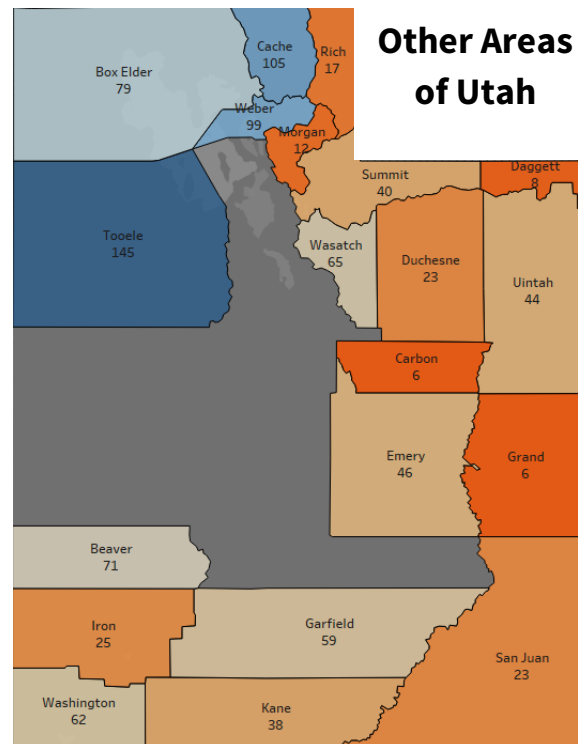 Other Areas
of Utah
Cache
105
Rich
17
Box Elder
79
Weber
99
Morgan
12
Summit
40
Daggett
8
Tooele
145
Wasatch
65
Duchesne
23
Uintah
44
Carbon
6
Emery
46
Grand
6
Beaver
71
Iron
25
Garfield
59
San Juan
23
Washington
62
Kane
38